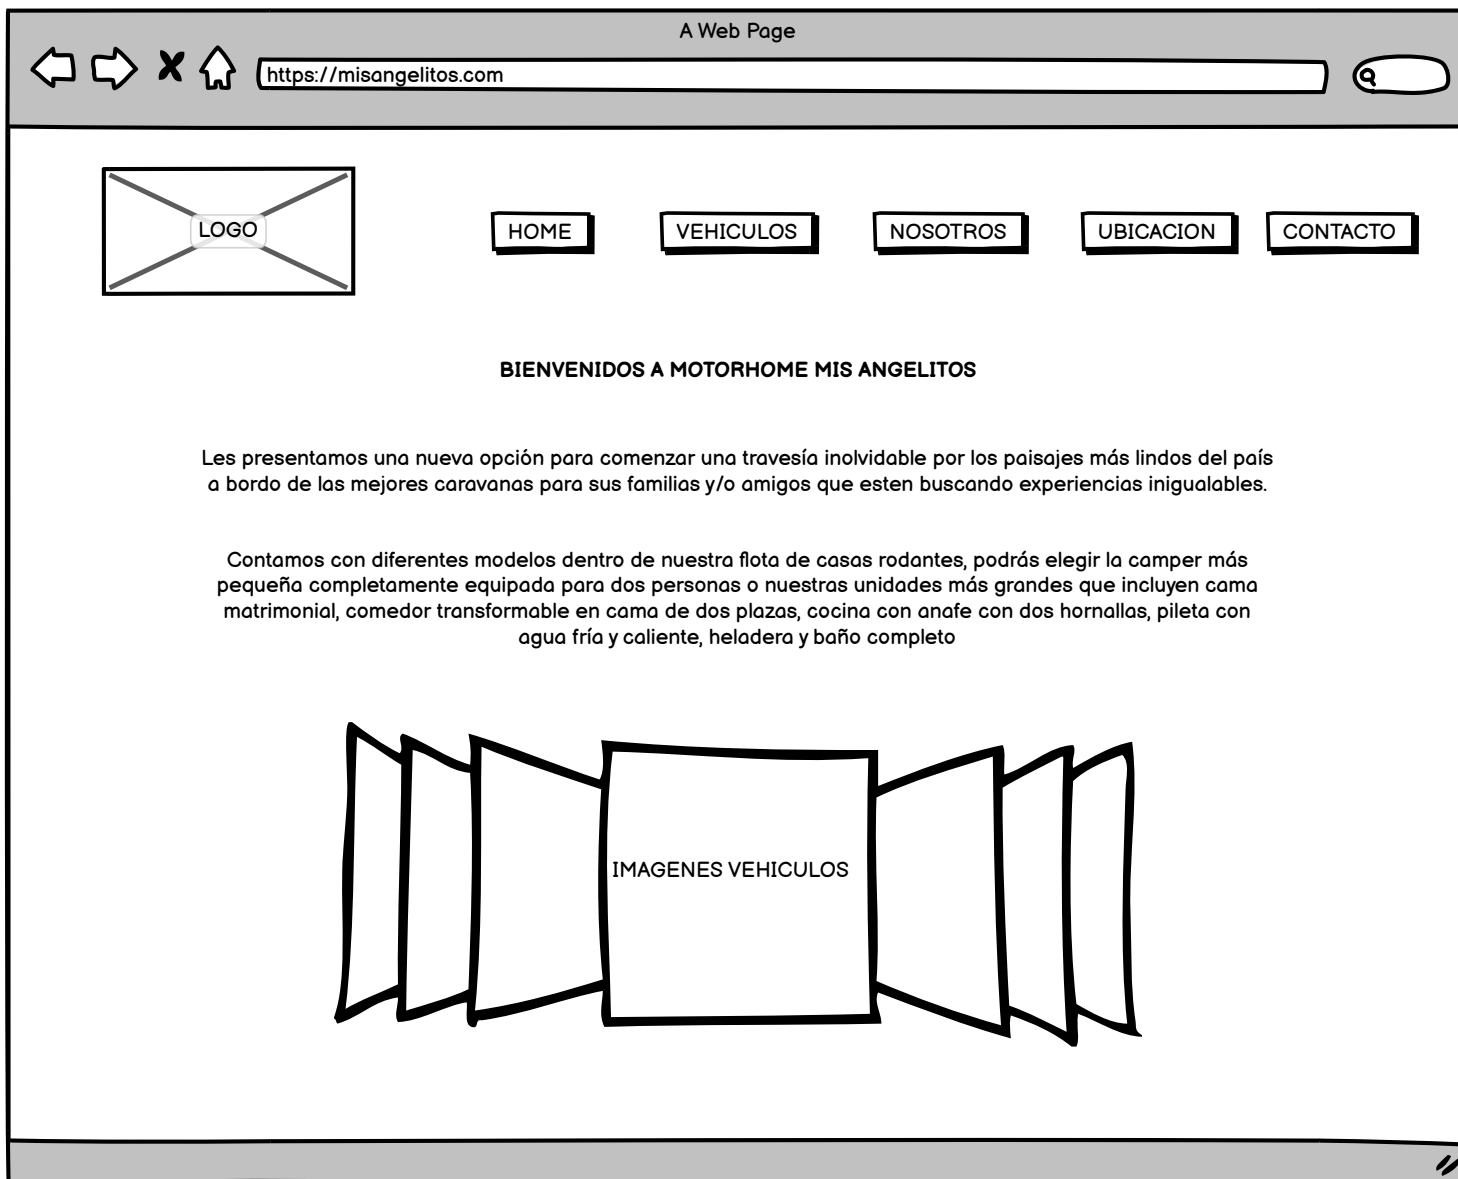 A Web Page
https://misangelitos.com
LOGO
HOME
VEHICULOS
NOSOTROS
UBICACION
CONTACTO
BIENVENIDOS A MOTORHOME MIS ANGELITOS
Les presentamos una nueva opción para comenzar una travesía inolvidable por los paisajes más lindos del país
a bordo de las mejores caravanas para sus familias y/o amigos que esten buscando experiencias inigualables.
Contamos con diferentes modelos dentro de nuestra flota de casas rodantes, podrás elegir la camper más
pequeña completamente equipada para dos personas o nuestras unidades más grandes que incluyen cama
matrimonial, comedor transformable en cama de dos plazas, cocina con anafe con dos hornallas, pileta con
agua fría y caliente, heladera y baño completo
IMAGENES VEHICULOS